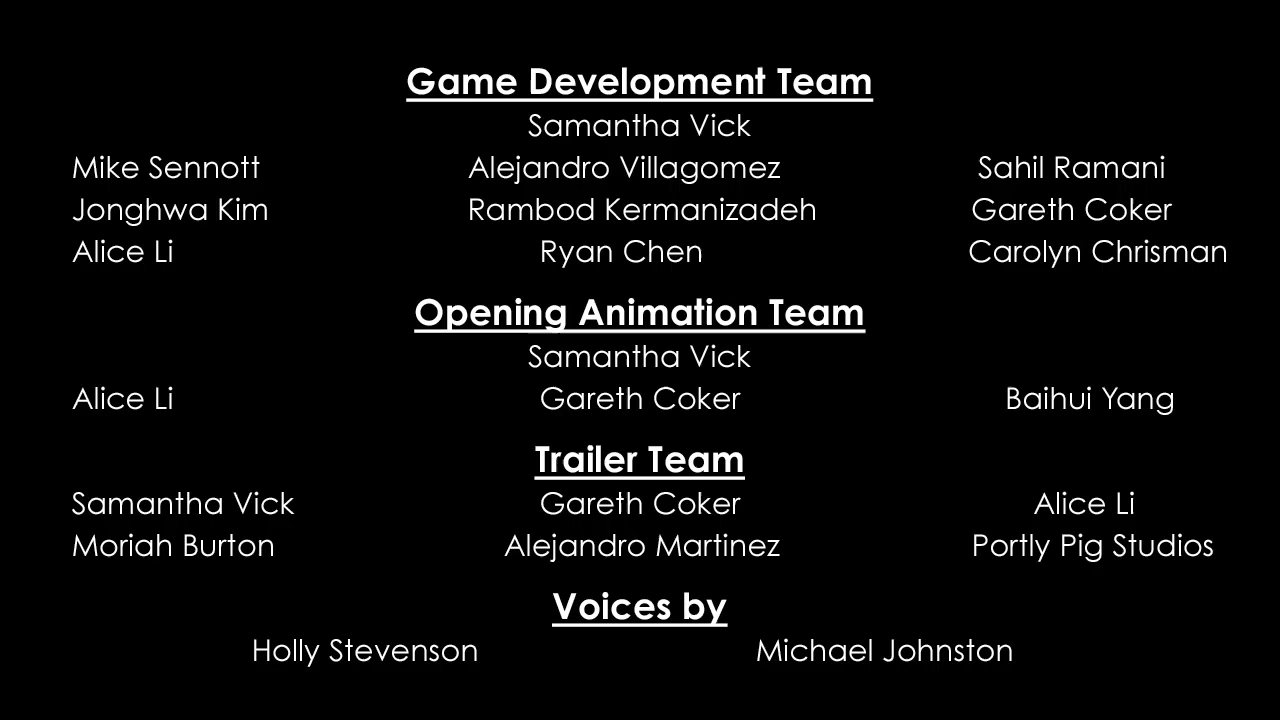 Game Development Team
Samantha Vick
Mike Sennott Alejandro Villagomez Sahil Ramani
Jonghwa Kim Rambod Kermanizadeh Gareth Coker
Alice Li Ryan Chen Carolyn Chrisman
Opening Animation Team
Samantha Vick
Alice Li Gareth Coker Baihui Yang
Trailer Team
Samantha Vick Gareth Coker Alice Li
Moriah Burton Alejandro Martinez Portly Pig Studios
Voices by
Holly Stevenson Michael Johnston